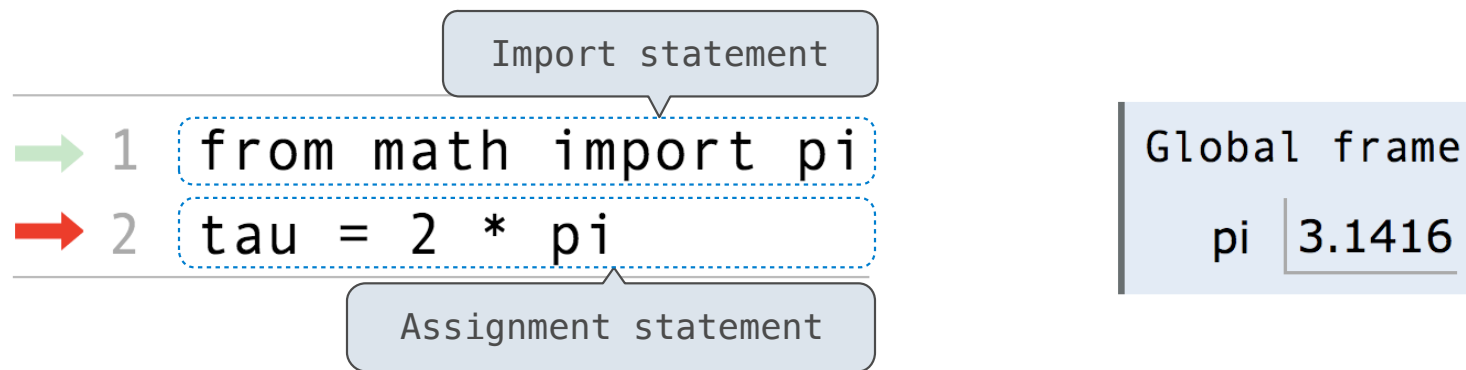 Import statement
1 from math import pi
2 tau = 2 * pi
Assignment statement
Global frame
pi 3.1416